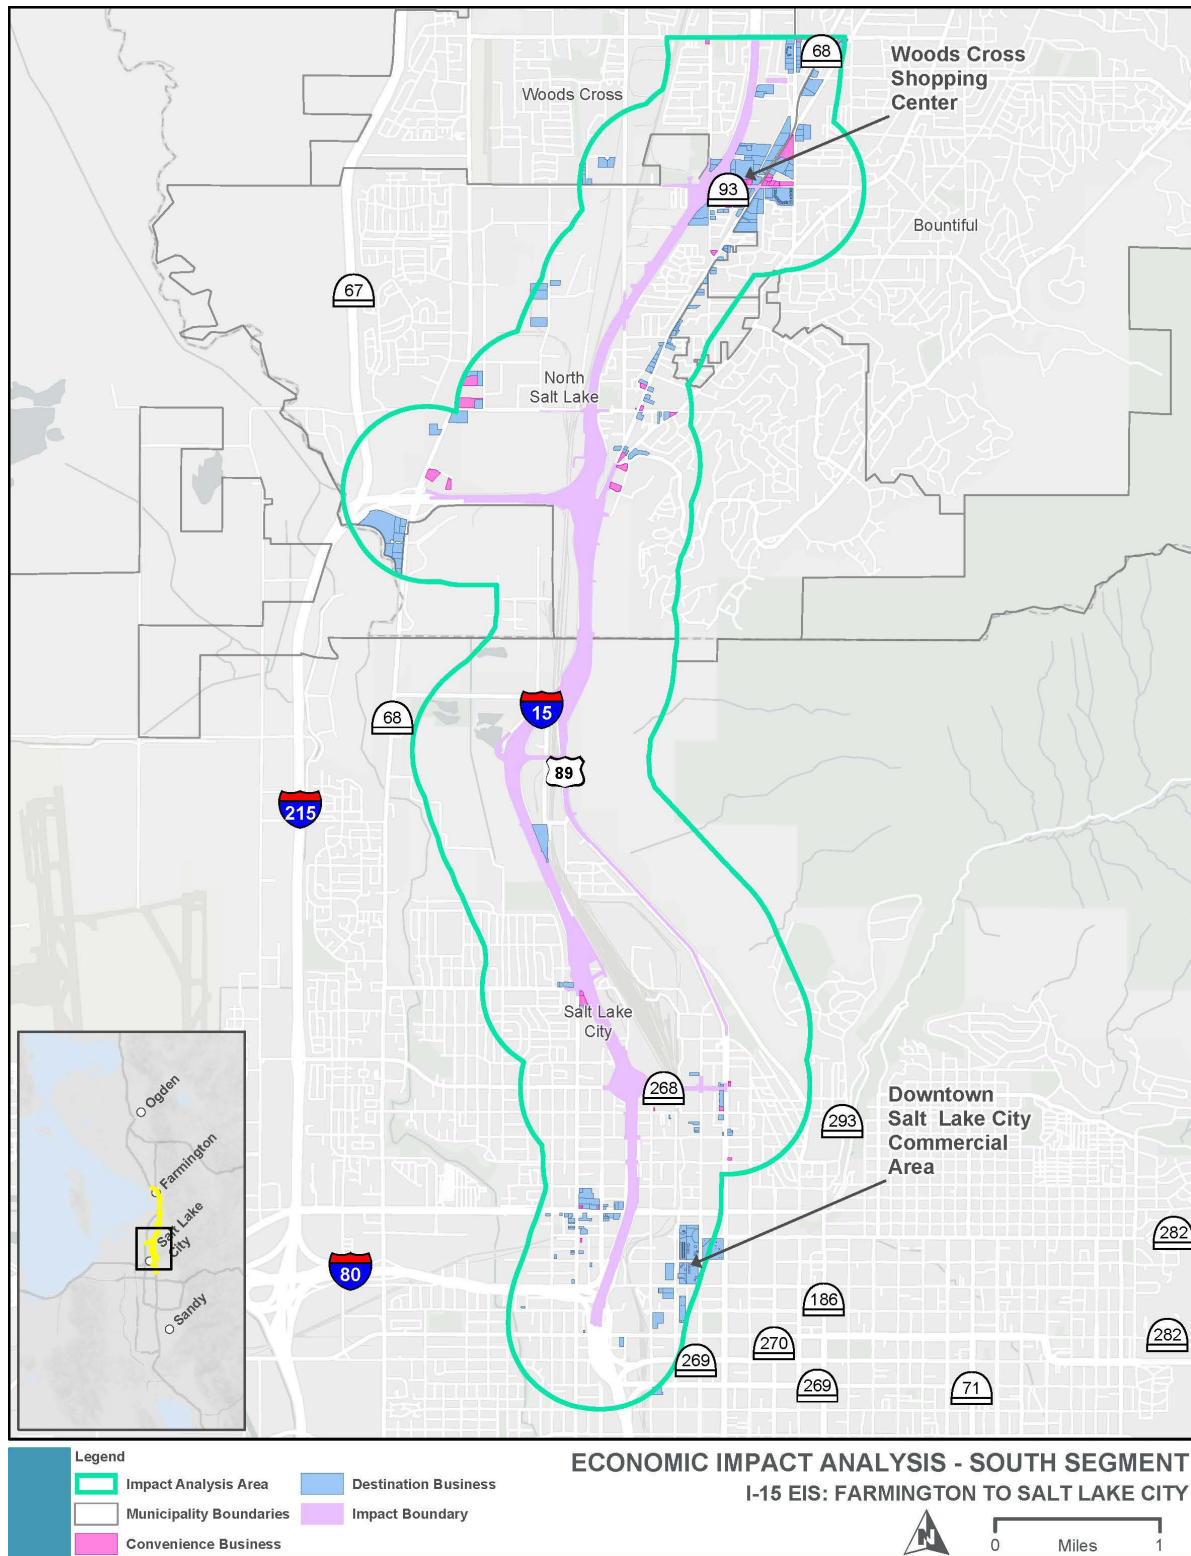 68
Woods Cross
Shopping
Center
Woods Cross
93
Bountiful
67
North
Salt Lake
15
68
89
215
Salt Lake
City
268
Downtown
Salt Lake City
Commercial
Area
293
282
80
186
270
282
269
269
71
Ogden
Farmington
Salt Lake
City
Sandy
Legend
Impact Analysis Area
Destination Business
Municipality Boundaries
Impact Boundary
Convenience Business
ECONOMIC IMPACT ANALYSIS - SOUTH SEGMENT
I-15 EIS: FARMINGTON TO SALT LAKE CITY
N
0 Miles 1